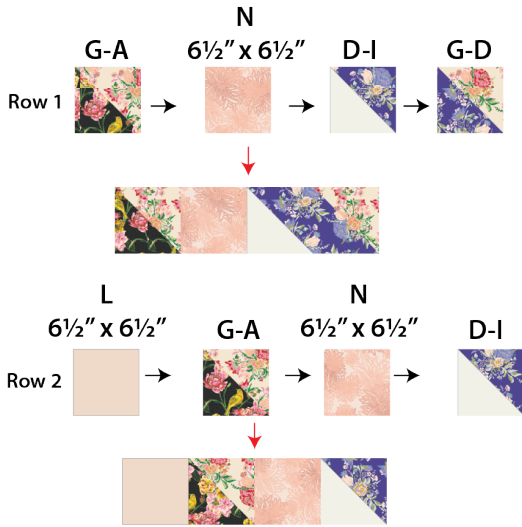 N
G-A 6½” x 6½” D-I G-D
Row 1
L N
6½” x 6½” G-A 6½” x 6½” D-I
Row 2